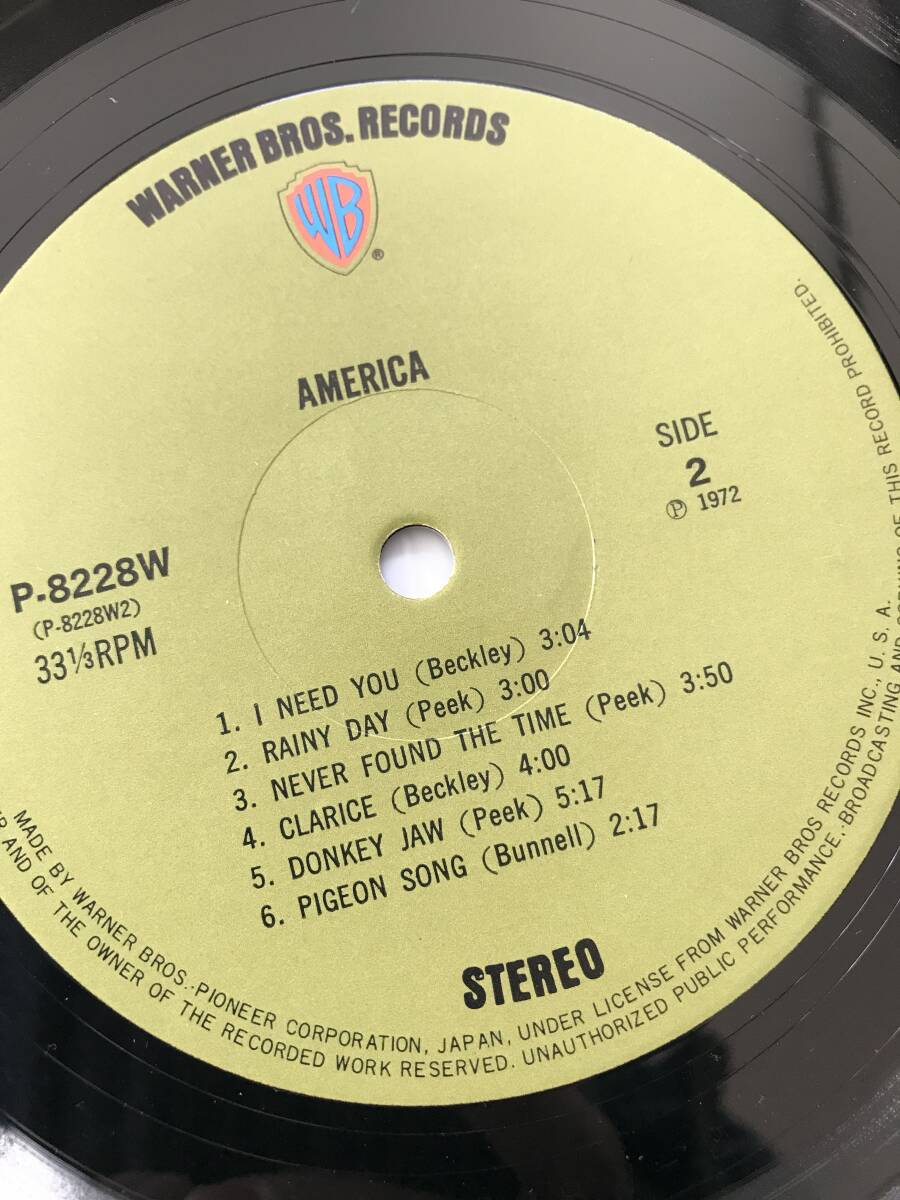 WARNER BROS. RECORDS
WB
®
AMERICA
SIDE
2
Ⓟ 1972
P-8228W
(P-8228W2)
33⅓RPM
1. I NEED YOU (Beckley) 3:04
2. RAINY DAY (Peek) 3:00
3. NEVER FOUND THE TIME (Peek) 3:50
4. CLARICE (Beckley) 4:00
5. DONKEY JAW (Peek) 5:17
6. PIGEON SONG (Bunnell) 2:17
STEREO
MADE BY WARNER BROS.-PIONEER CORPORATION, JAPAN, UNDER LICENSE FROM WARNER BROS RECORDS INC., U. S. A.
AND OF THE OWNER OF THE RECORDED WORK RESERVED. UNAUTHORIZED PUBLIC PERFORMANCE.·BROADCASTING AND OF THIS RECORD PROHIBITED.